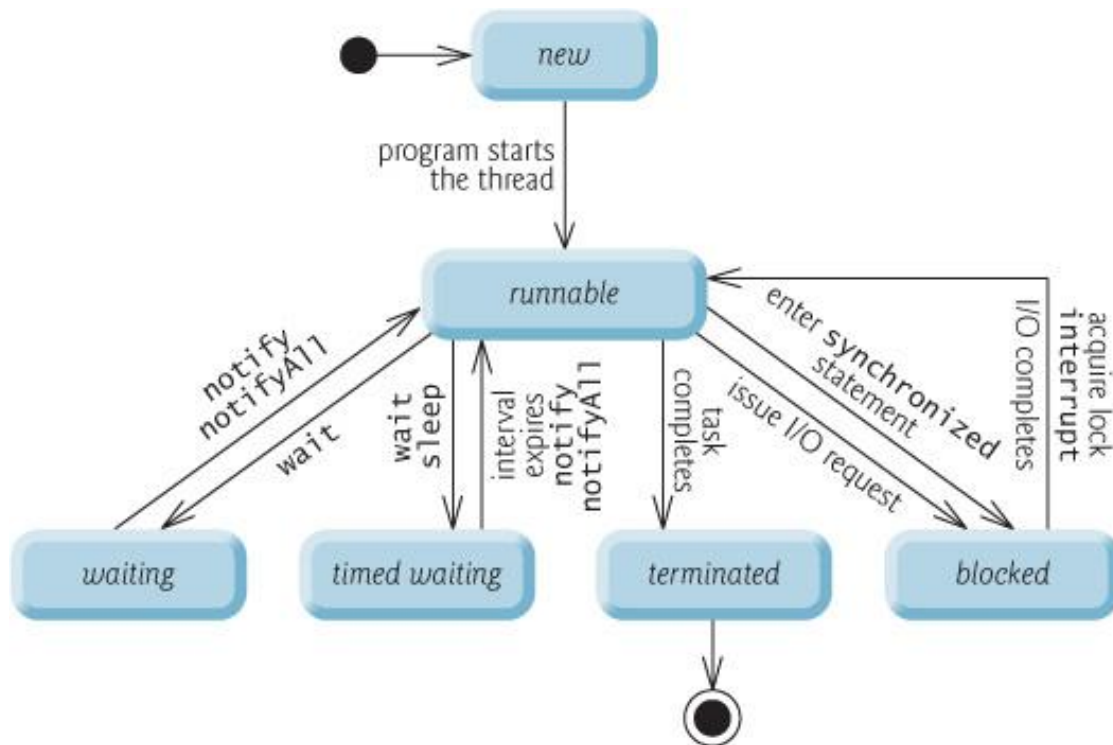 new
program starts
the thread
runnable
notify
notifyAll
wait
wait
sleep
interval
expires
notify
notifyAll
task
completes
issue I/O request
enter synchronized
statement
I/O completes
interrupt
acquire lock
waiting
timed waiting
terminated
blocked